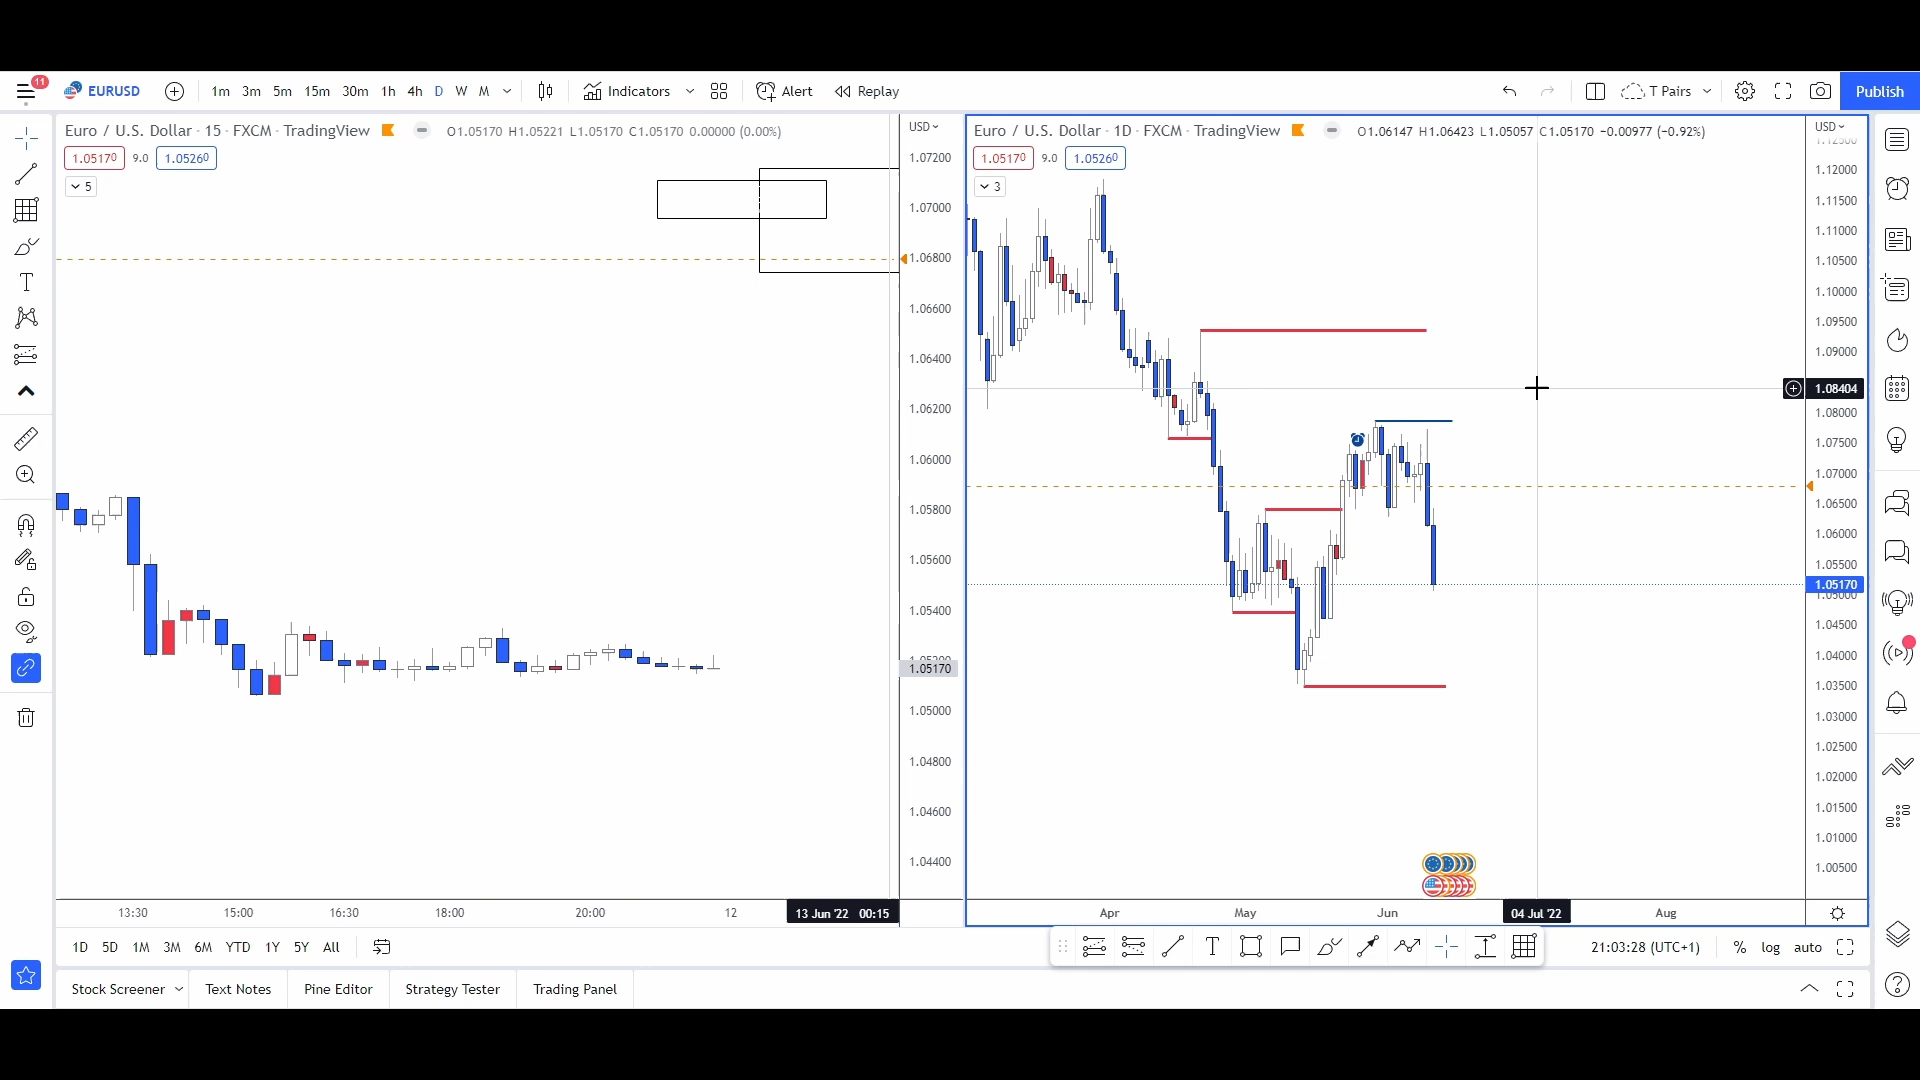 11
EURUSD
1m 3m 5m 15m 30m 1h 4h D W M
Indicators
Alert
Replay
T Pairs
Publish
Euro / U.S. Dollar · 15 · FXCM · TradingView
O1.05170 H1.05221 L1.05170 C1.05170 0.00000 (0.00%)
USD
1.05170 9.0 1.05260
5
1.07200
1.07000
1.06800
1.06600
1.06400
1.06200
1.06000
1.05800
1.05600
1.05400
1.05170
1.05000
1.04800
1.04600
1.04400
13:30 15:00 16:30 18:00 20:00 12 13 Jun '22 00:15
Euro / U.S. Dollar · 1D · FXCM · TradingView
O1.06147 H1.06423 L1.05057 C1.05170 −0.00977 (−0.92%)
USD
1.05170 9.0 1.05260
3
1.12500
1.12000
1.11500
1.11000
1.10500
1.10000
1.09500
1.09000
1.08404
1.08000
1.07500
1.07000
1.06500
1.06000
1.05500
1.05170
1.05000
1.04500
1.04000
1.03500
1.03000
1.02500
1.02000
1.01500
1.01000
1.00500
Apr May Jun 04 Jul '22 Aug
1D 5D 1M 3M 6M YTD 1Y 5Y All
21:03:28 (UTC+1) % log auto
Stock Screener Text Notes Pine Editor Strategy Tester Trading Panel